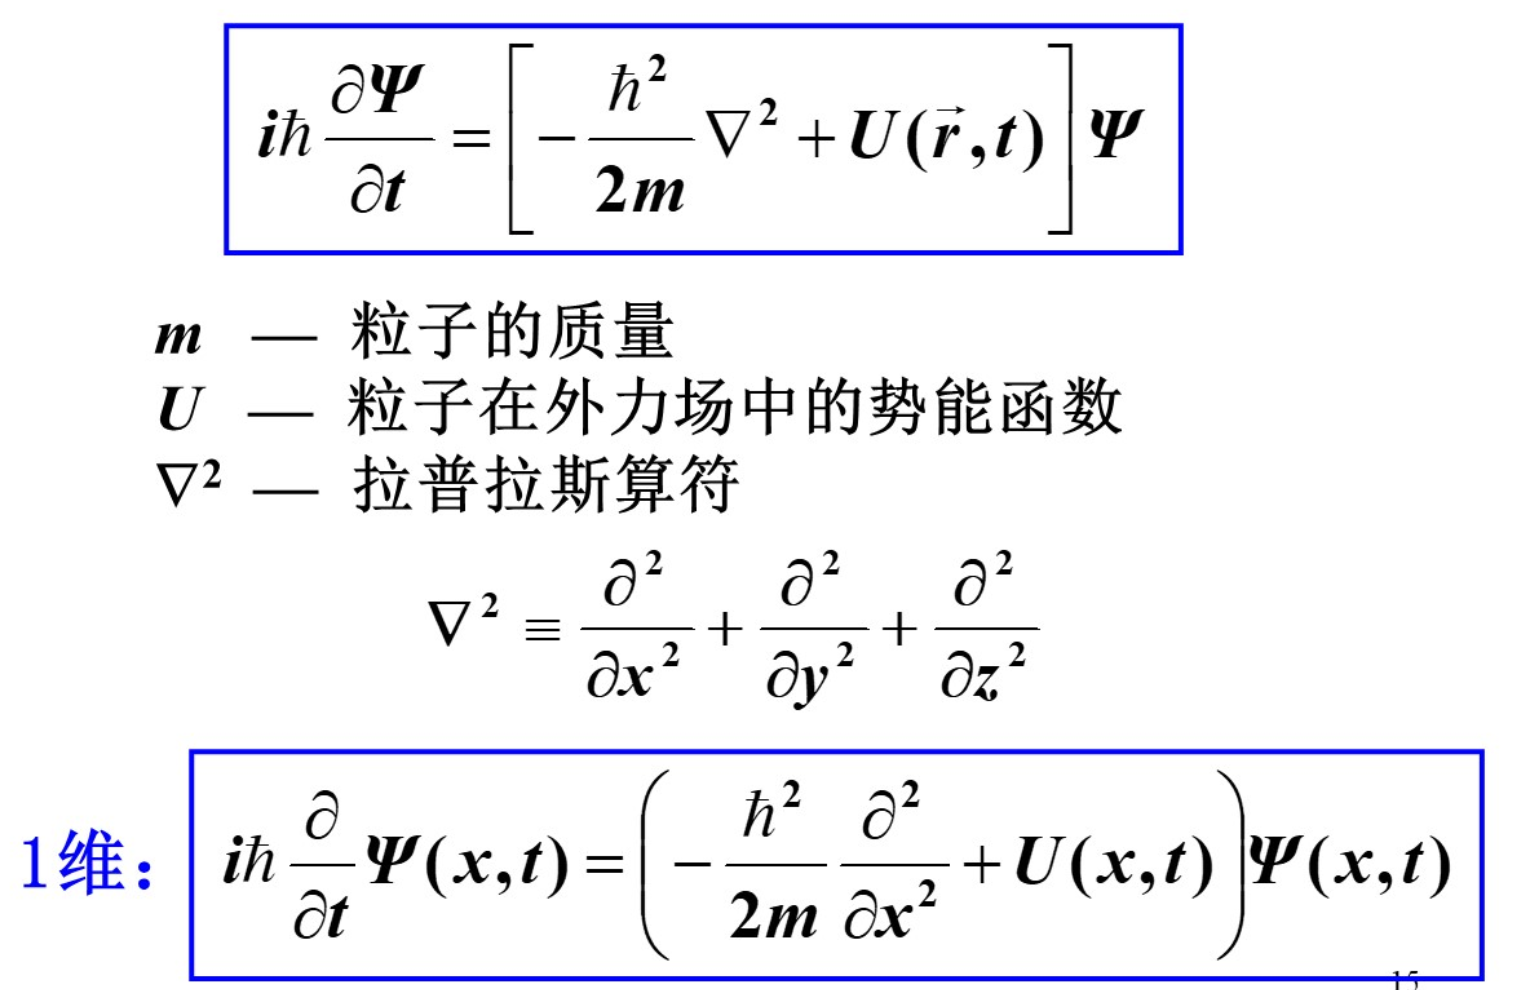 iħ ∂Ψ/∂t = [ −ħ²/2m ∇² + U(r⃗,t) ] Ψ
m — 粒子的质量
U — 粒子在外力场中的势能函数
∇² — 拉普拉斯算符
∇² ≡ ∂²/∂x² + ∂²/∂y² + ∂²/∂z²
1维： iħ ∂/∂t Ψ(x,t) = ( −ħ²/2m ∂²/∂x² + U(x,t) ) Ψ(x,t)
15